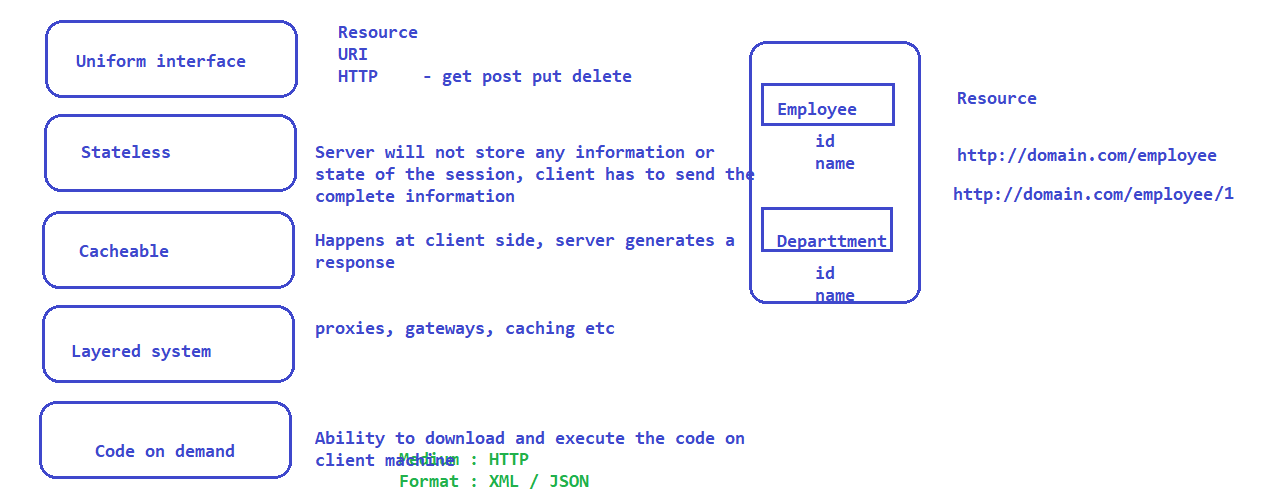 Uniform interface
Resource
URI
HTTP - get post put delete
Stateless
Server will not store any information or
state of the session, client has to send the
complete information
Cacheable
Happens at client side, server generates a
response
Layered system
proxies, gateways, caching etc
Code on demand
Ability to download and execute the code on
client machine
Medium : HTTP
Format : XML / JSON
Employee
id
name
Departtment
id
name
Resource
http://domain.com/employee
http://domain.com/employee/1